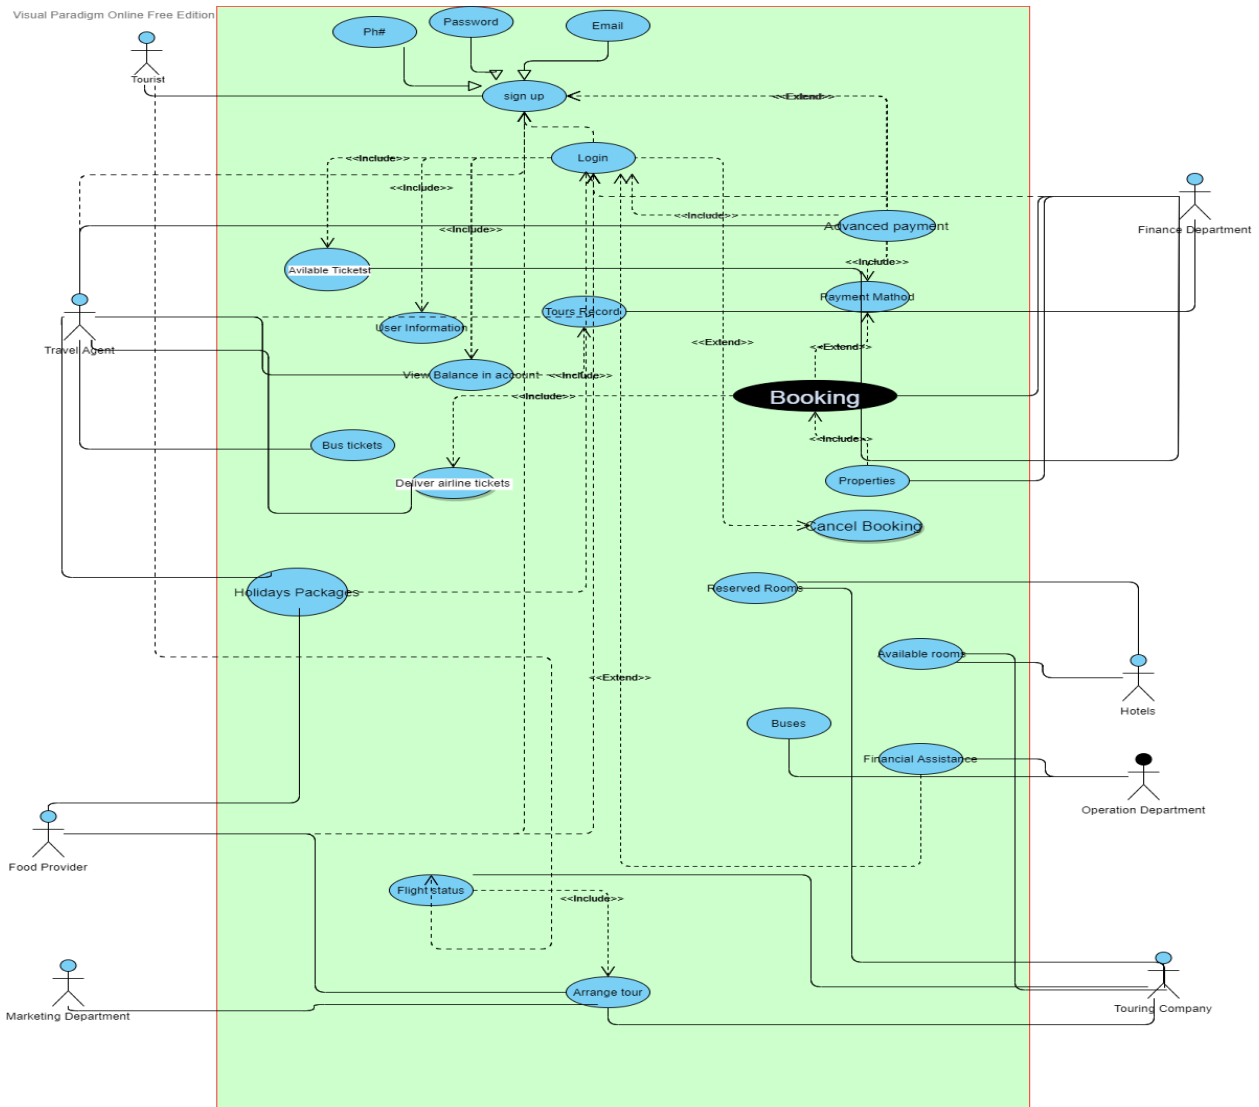 Visual Paradigm Online Free Edition
Password
Email
Ph#
Tourist
sign up
<<Extend>>
<<Include>>
Login
<<Include>>
<<Include>>
<<Include>>
Advanced payment
Finance Department
<<Include>>
<<Include>>
Avilable Ticketst
Payment Mathod
Tours Record
User Information
<<Extend>>
<<Extend>>
Travel Agent
View Balance in account
<<Include>>
<<Include>>
Booking
<<Include>>
Bus tickets
Deliver airline tickets
Properties
Cancel Booking
Reserved Rooms
Holidays Packages
Available rooms
<<Extend>>
Hotels
Buses
Financial Assistance
Operation Department
Food Provider
Flight status
<<Include>>
Arrange tour
Marketing Department
Touring Company